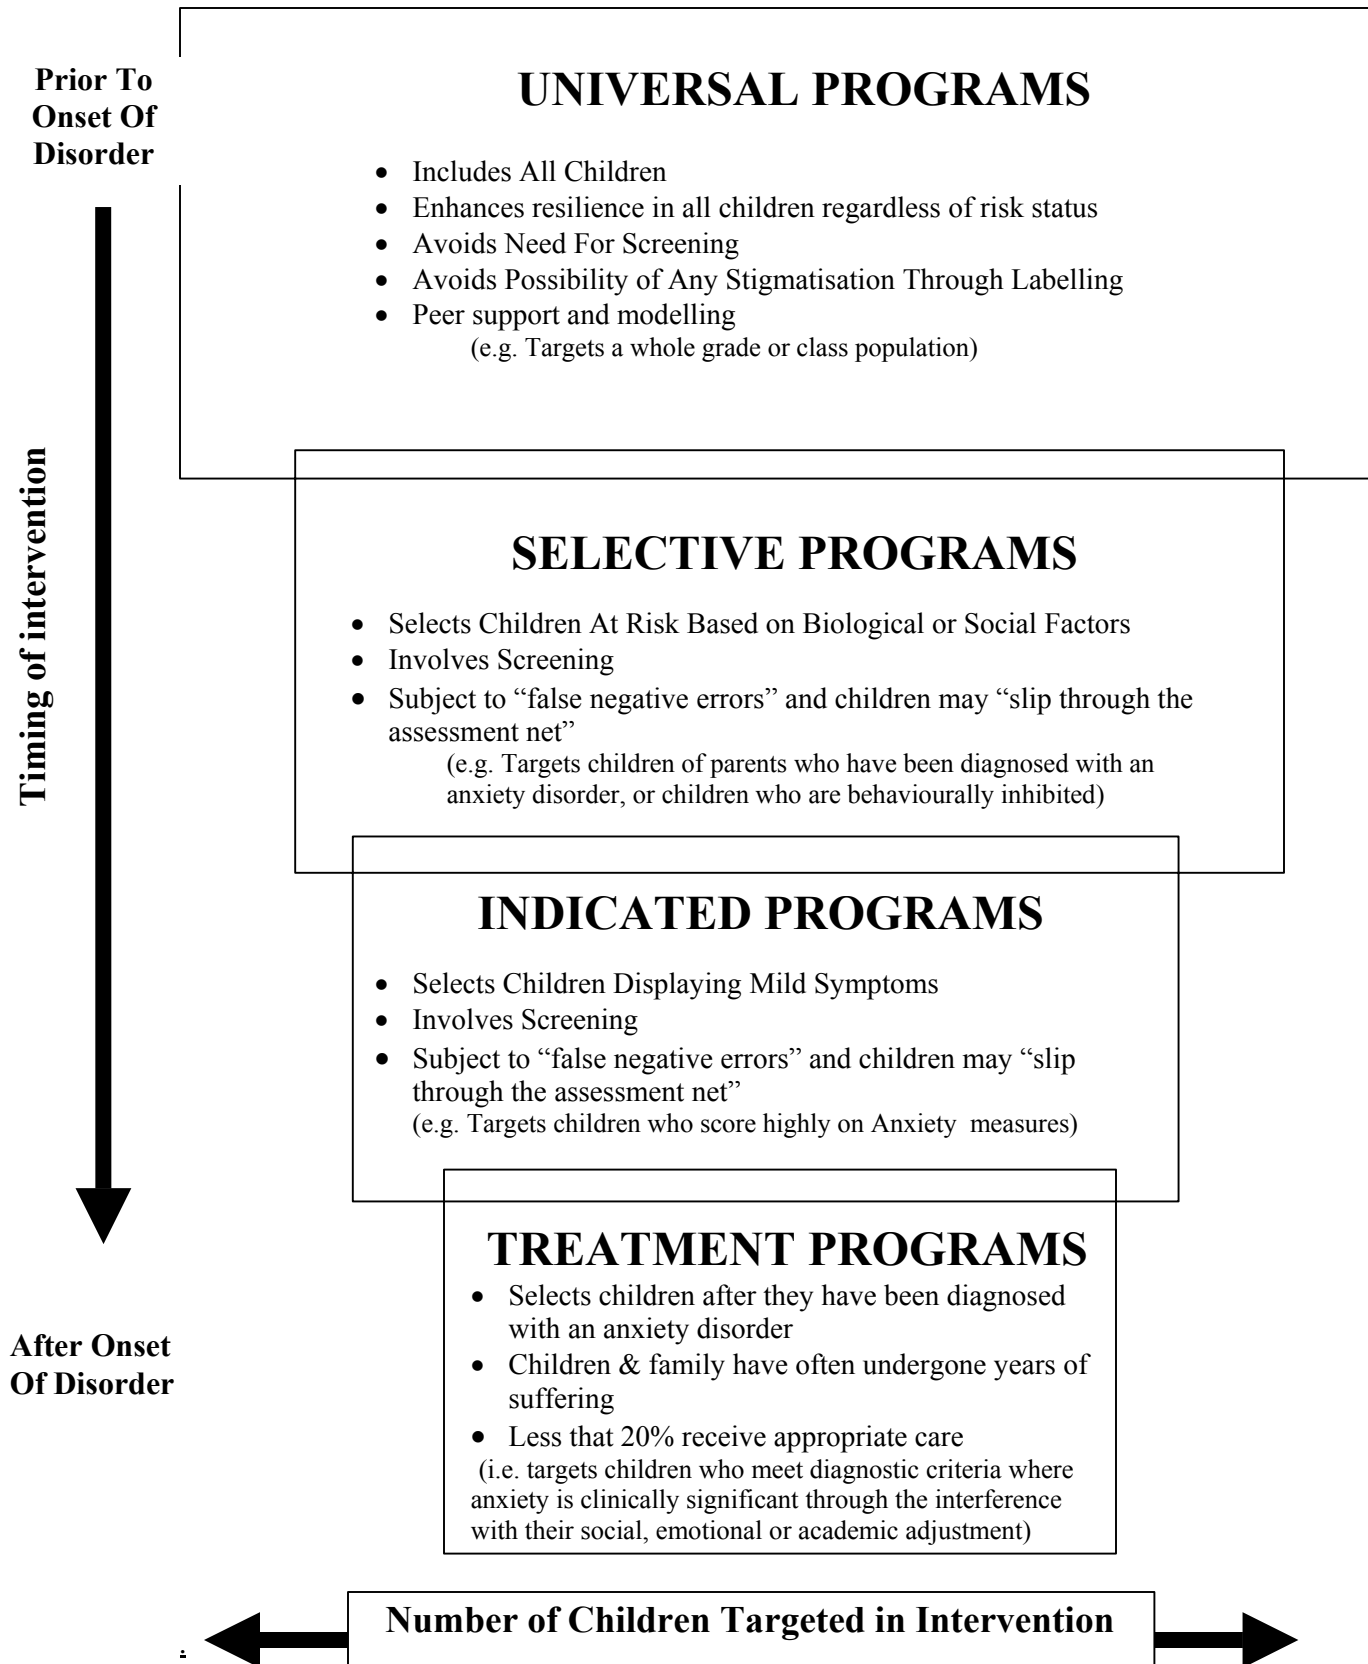 Prior To
Onset Of
Disorder
UNIVERSAL PROGRAMS
• Includes All Children
• Enhances resilience in all children regardless of risk status
• Avoids Need For Screening
• Avoids Possibility of Any Stigmatisation Through Labelling
• Peer support and modelling
(e.g. Targets a whole grade or class population)
Timing of intervention
SELECTIVE PROGRAMS
• Selects Children At Risk Based on Biological or Social Factors
• Involves Screening
• Subject to “false negative errors” and children may “slip through the
assessment net”
(e.g. Targets children of parents who have been diagnosed with an
anxiety disorder, or children who are behaviourally inhibited)
INDICATED PROGRAMS
• Selects Children Displaying Mild Symptoms
• Involves Screening
• Subject to “false negative errors” and children may “slip
through the assessment net”
(e.g. Targets children who score highly on Anxiety measures)
TREATMENT PROGRAMS
• Selects children after they have been diagnosed
with an anxiety disorder
• Children & family have often undergone years of
suffering
• Less that 20% receive appropriate care
(i.e. targets children who meet diagnostic criteria where
anxiety is clinically significant through the interference
with their social, emotional or academic adjustment)
After Onset
Of Disorder
Number of Children Targeted in Intervention
.